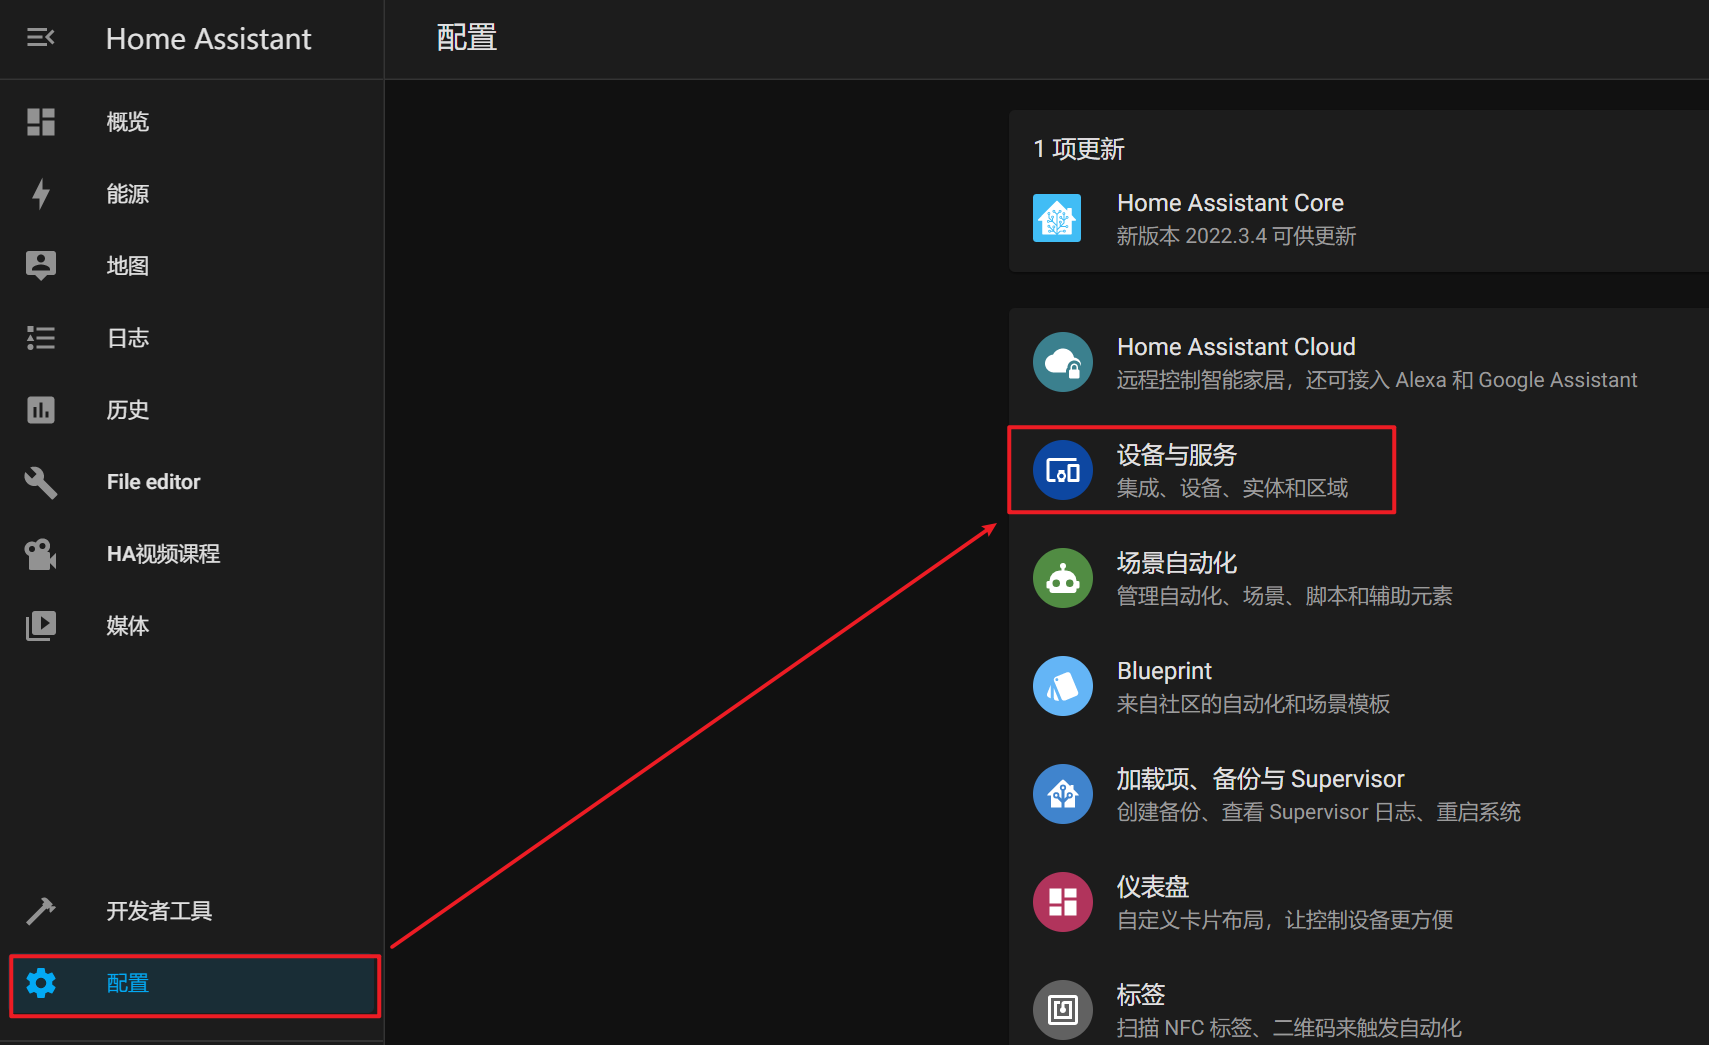 Home Assistant
概览
能源
地图
日志
历史
File editor
HA视频课程
媒体
开发者工具
配置
配置
1 项更新
Home Assistant Core
新版本 2022.3.4 可供更新
Home Assistant Cloud
远程控制智能家居，还可接入 Alexa 和 Google Assistant
设备与服务
集成、设备、实体和区域
场景自动化
管理自动化、场景、脚本和辅助元素
Blueprint
来自社区的自动化和场景模板
加载项、备份与 Supervisor
创建备份、查看 Supervisor 日志、重启系统
仪表盘
自定义卡片布局，让控制设备更方便
标签
扫描 NFC 标签、二维码来触发自动化